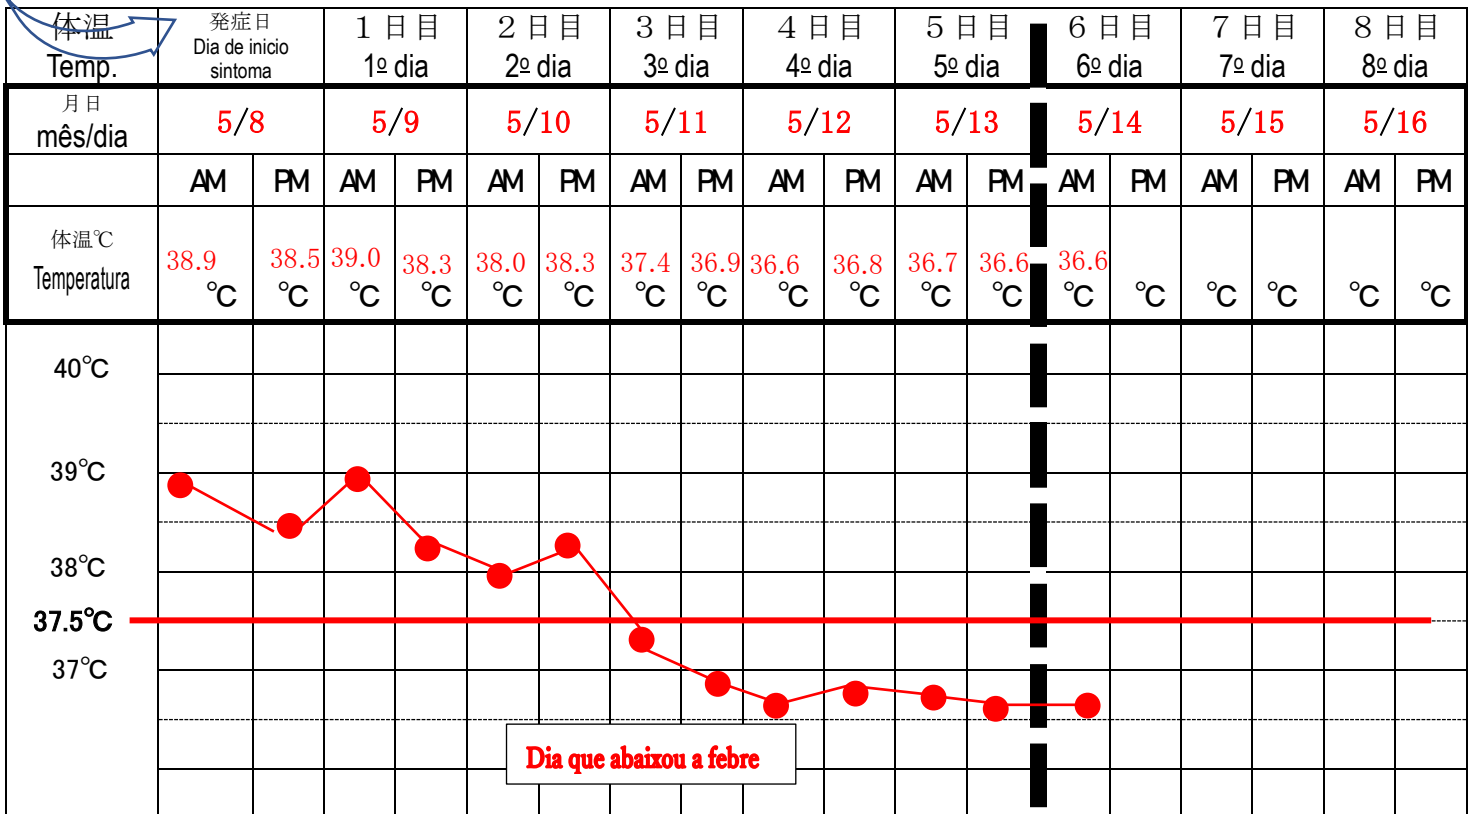 体温 発症日 １日目 ２日目 ３日目 ４日目 ５日目 ６日目 ７日目 ８日目
Temp. Dia de inicio sintoma 1º dia 2º dia 3º dia 4º dia 5º dia 6º dia 7º dia 8º dia
月日
mês/dia 5/8 5/9 5/10 5/11 5/12 5/13 5/14 5/15 5/16
AM PM AM PM AM PM AM PM AM PM AM PM AM PM AM PM AM PM
体温℃
Temperatura 38.9 38.5 39.0 38.3 38.0 38.3 37.4 36.9 36.6 36.8 36.7 36.6 36.6
℃ ℃ ℃ ℃ ℃ ℃ ℃ ℃ ℃ ℃ ℃ ℃ ℃ ℃ ℃ ℃ ℃ ℃
40℃
39℃
38℃
37.5℃
37℃
Dia que abaixou a febre